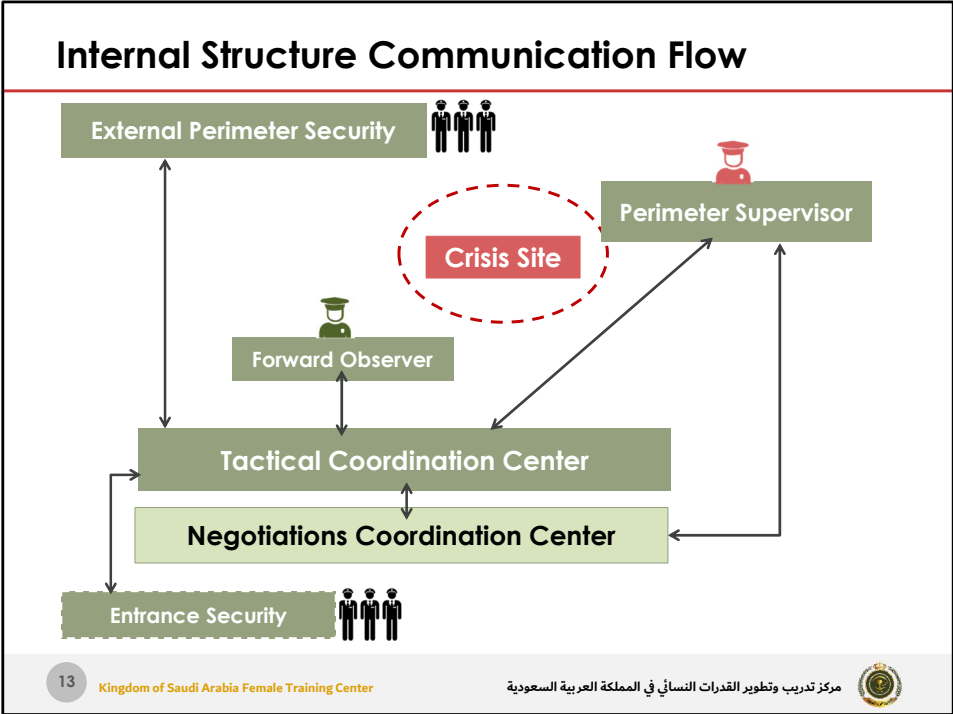 Internal Structure Communication Flow
External Perimeter Security
Perimeter Supervisor
Crisis Site
Forward Observer
Tactical Coordination Center
Negotiations Coordination Center
Entrance Security
13
Kingdom of Saudi Arabia Female Training Center
مركز تدريب وتطوير القدرات النسائي في المملكة العربية السعودية